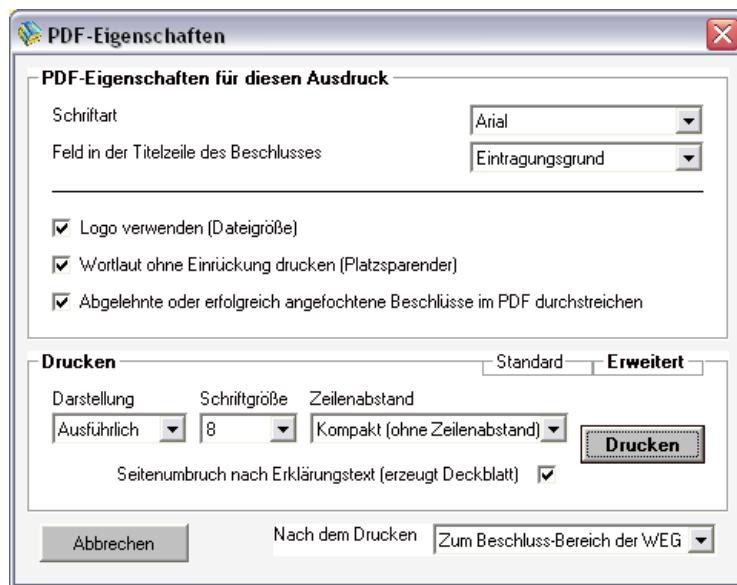 PDF-Eigenschaften
PDF-Eigenschaften für diesen Ausdruck
Schriftart
Arial
Feld in der Titelzeile des Beschlusses
Eintragungsgrund
Logo verwenden (Dateigröße)
Wortlaut ohne Einrückung drucken (Platzsparender)
Abgelehnte oder erfolgreich angefochtene Beschlüsse im PDF durchstreichen
Drucken
Standard
Erweitert
Darstellung
Schriftgröße
Zeilenabstand
Ausführlich
8
Kompakt (ohne Zeilenabstand)
Drucken
Seitenumbruch nach Erklärungstext (erzeugt Deckblatt)
Abbrechen
Nach dem Drucken
Zum Beschluss-Bereich der WEG